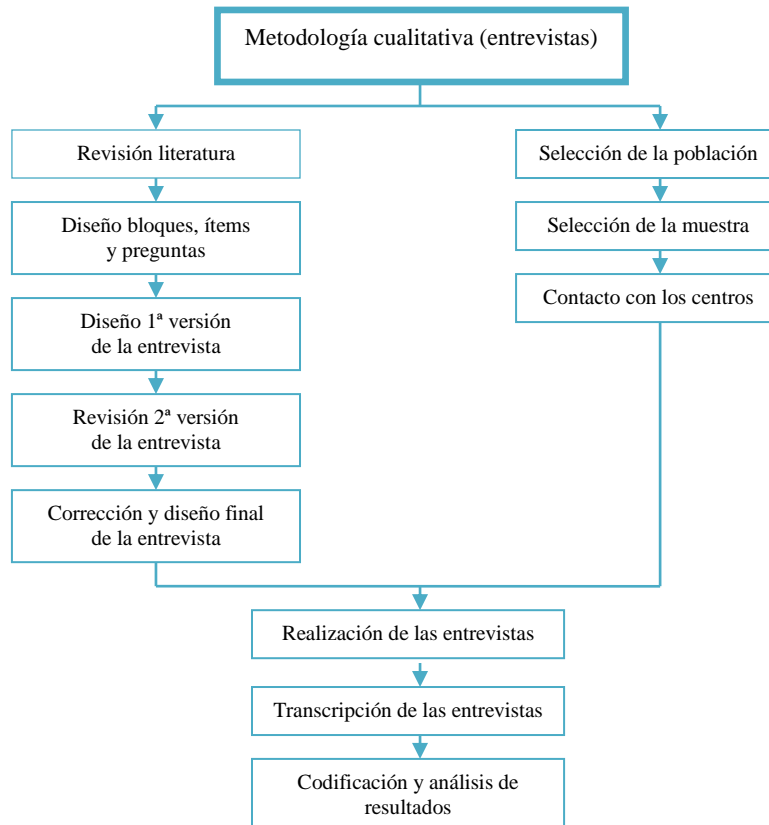 Metodología cualitativa (entrevistas)
Revisión literatura
Diseño bloques, ítems
y preguntas
Diseño 1ª versión
de la entrevista
Revisión 2ª versión
de la entrevista
Corrección y diseño final
de la entrevista
Selección de la población
Selección de la muestra
Contacto con los centros
Realización de las entrevistas
Transcripción de las entrevistas
Codificación y análisis de
resultados